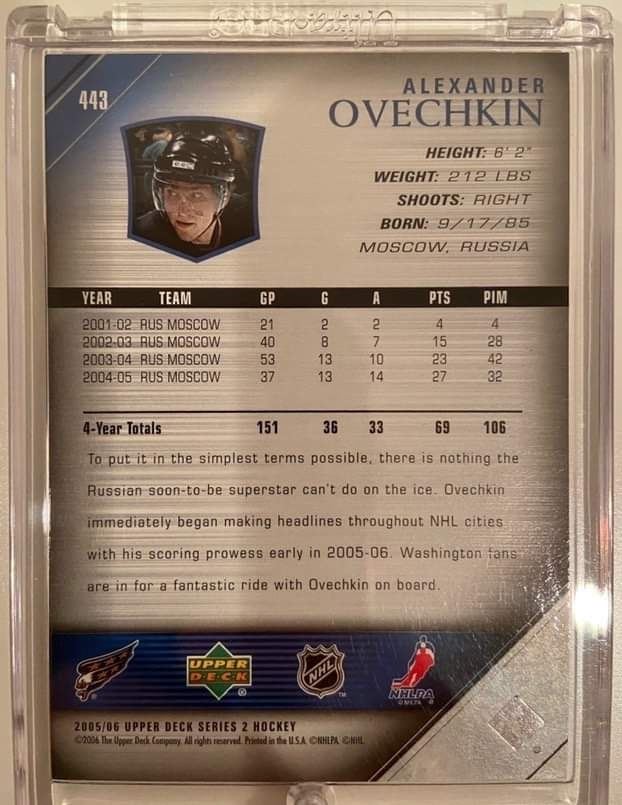 443
ALEXANDER
OVECHKIN
HEIGHT: 6' 2"
WEIGHT: 212 LBS
SHOOTS: RIGHT
BORN: 9/17/85
MOSCOW, RUSSIA
YEAR TEAM GP G A PTS PIM
2001-02 RUS MOSCOW 21 2 2 4 4
2002-03 RUS MOSCOW 40 8 7 15 28
2003-04 RUS MOSCOW 53 13 10 23 42
2004-05 RUS MOSCOW 37 13 14 27 32
4-Year Totals 151 36 33 69 106
To put it in the simplest terms possible, there is nothing the
Russian soon-to-be superstar can't do on the ice. Ovechkin
immediately began making headlines throughout NHL cities
with his scoring prowess early in 2005-06. Washington fans
are in for a fantastic ride with Ovechkin on board.
UPPER
D·E·C·K
®
NHL
TM
NHLPA
®
2005/06 UPPER DECK SERIES 2 HOCKEY
©2006 The Upper Deck Company. All rights reserved. Printed in the U.S.A. ©NHLPA ©NHL